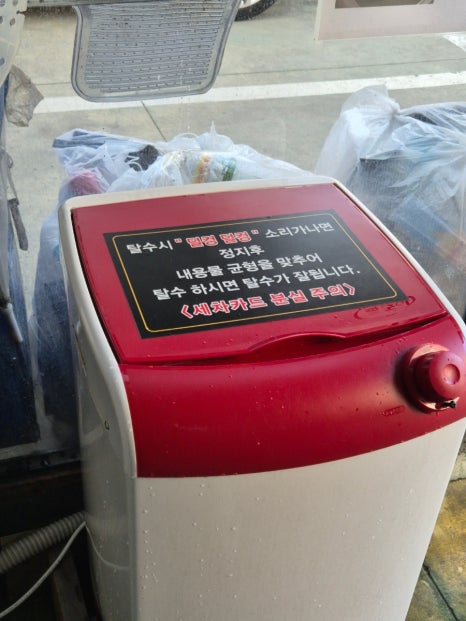 탈수시 " 덜컹 덜컹 " 소리가나면
정지후
내용물 균형을 맞추어
탈수 하시면 탈수가 잘됩니다.
<세차카드 분실 주의>